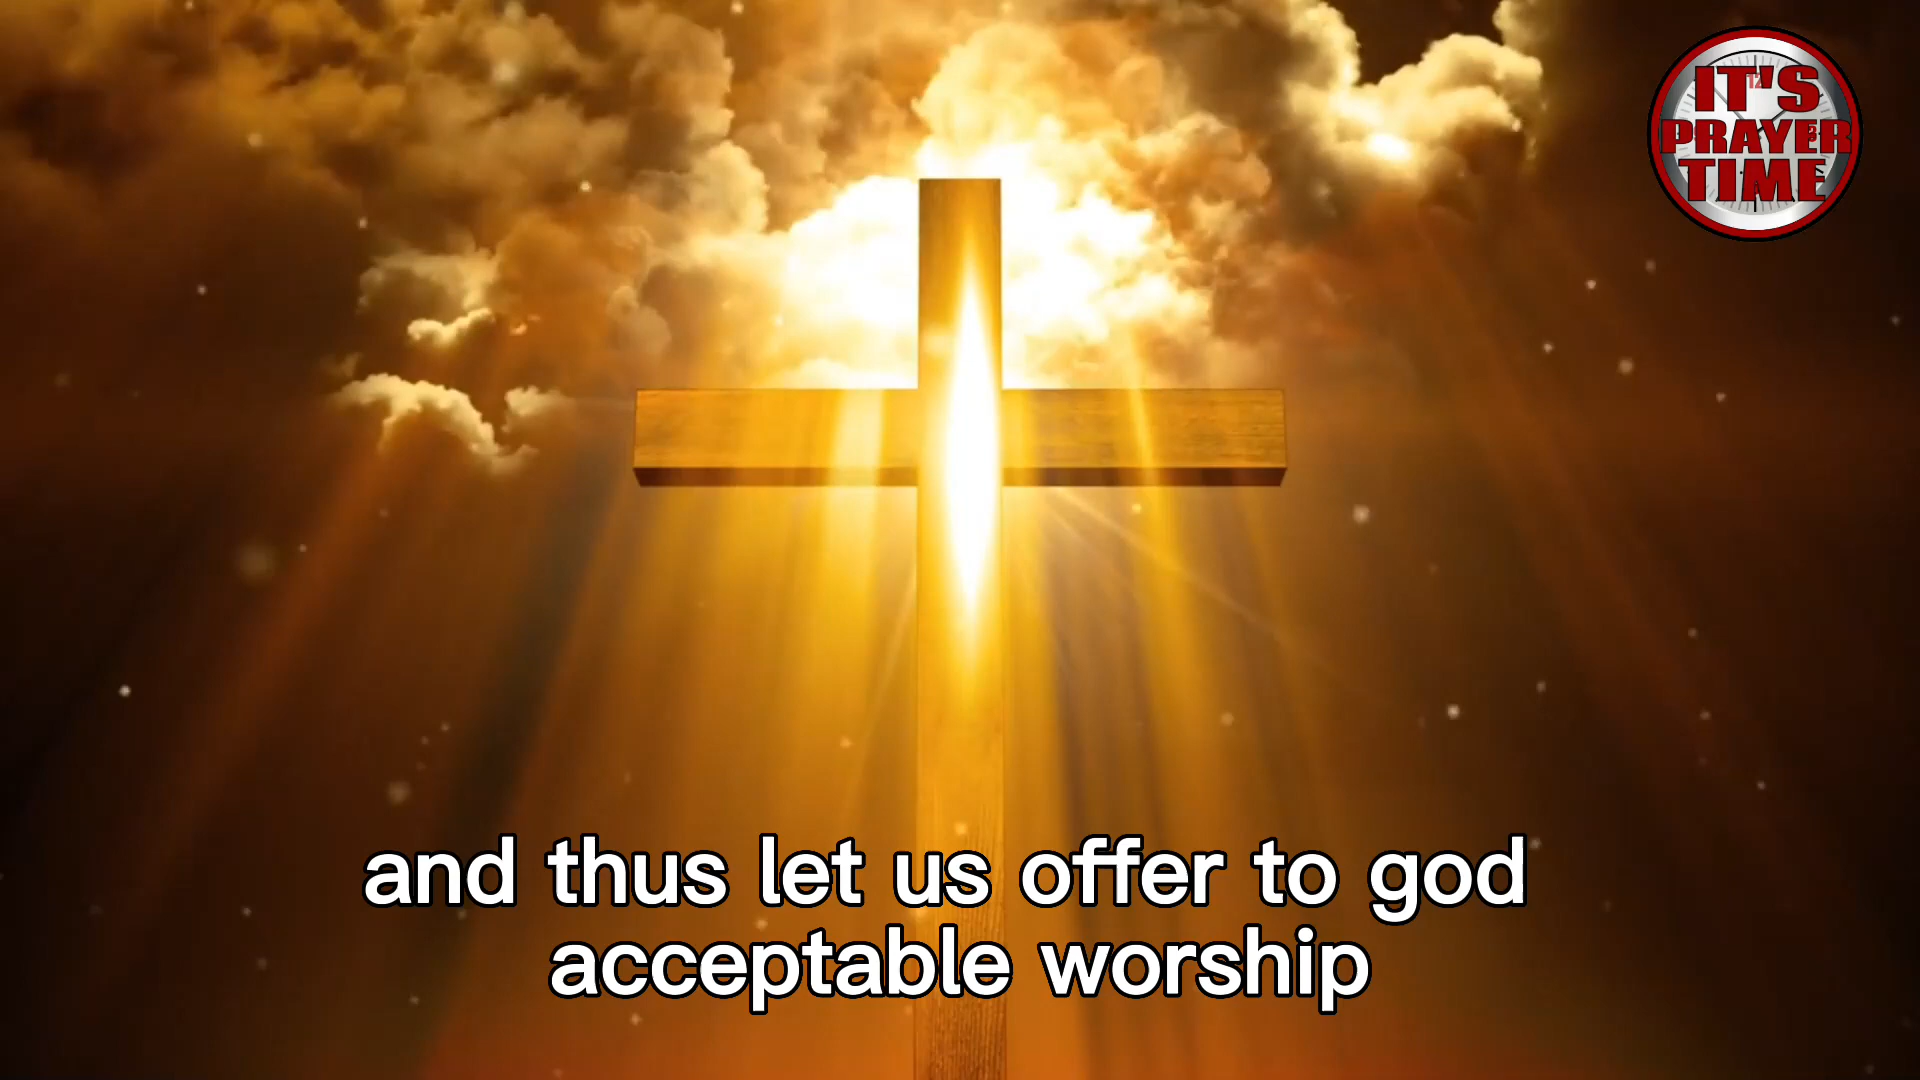 IT'S
PRAYER
TIME
and thus let us offer to god
acceptable worship